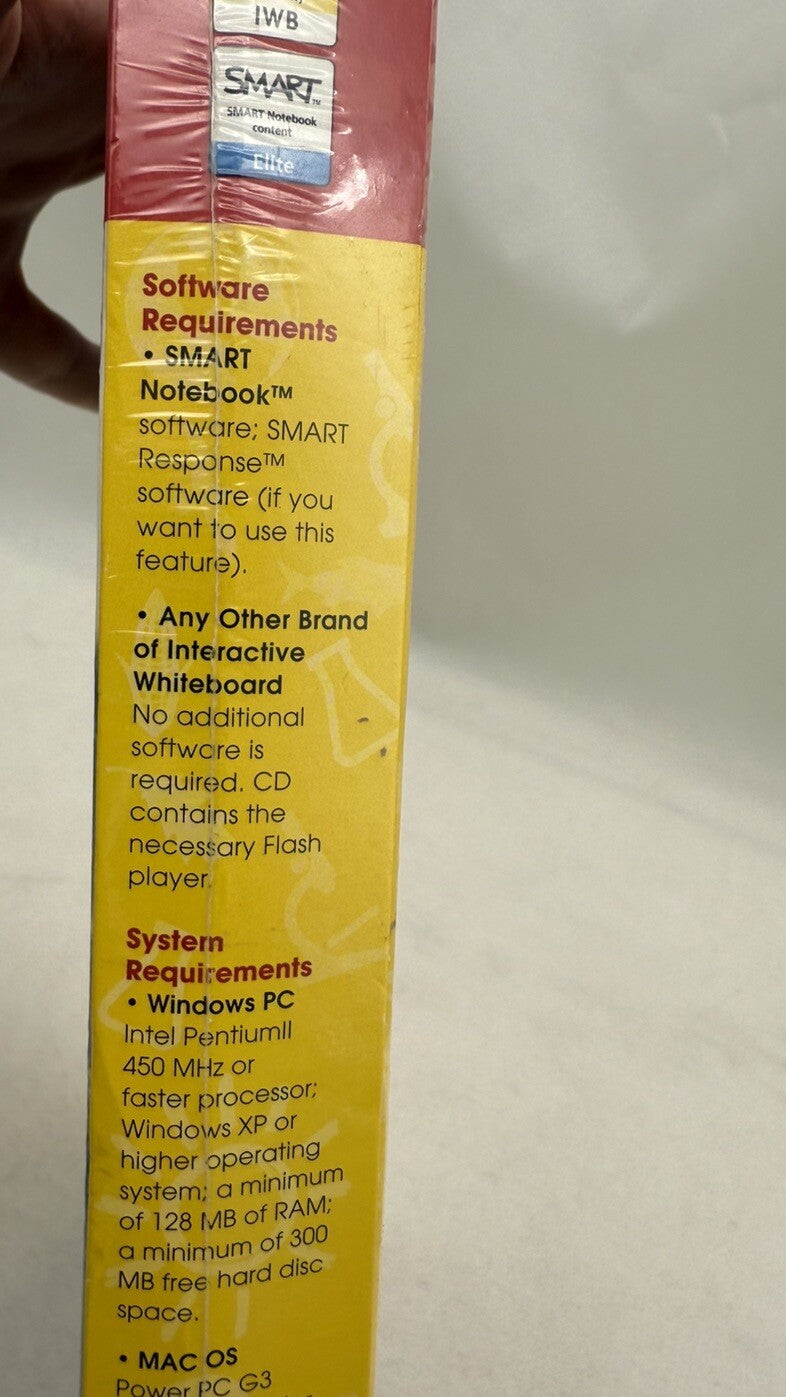 IWB
SMART™
SMART Notebook
content
Elite
Software
Requirements
• SMART
Notebook™
software; SMART
Response™
software (if you
want to use this
feature).
• Any Other Brand
of Interactive
Whiteboard
No additional
software is
required. CD
contains the
necessary Flash
player.
System
Requirements
• Windows PC
Intel PentiumII
450 MHz or
faster processor;
Windows XP or
higher operating
system; a minimum
of 128 MB of RAM;
a minimum of 300
MB free hard disc
space.
• MAC OS
Power PC G3